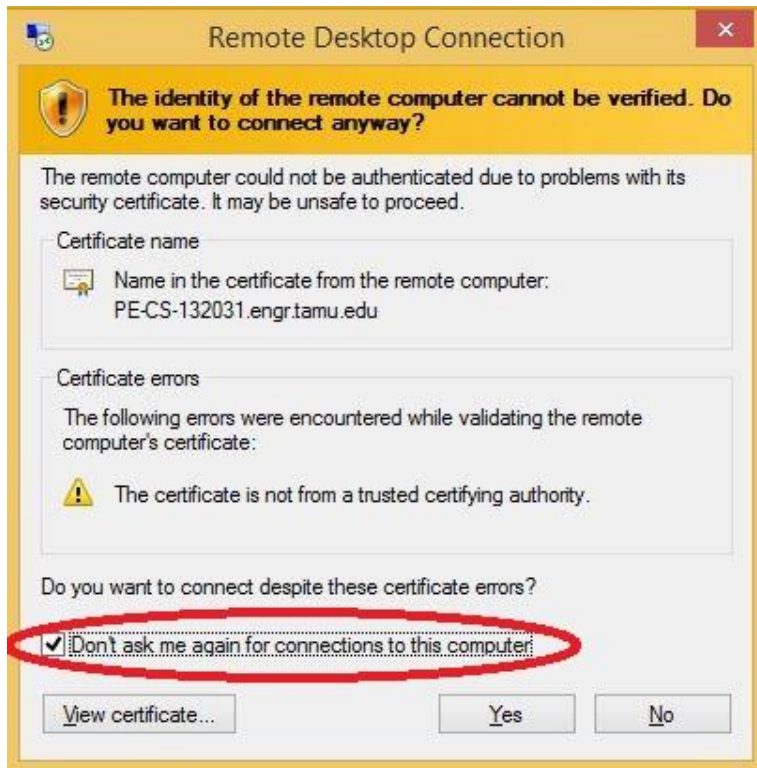 Remote Desktop Connection
The identity of the remote computer cannot be verified. Do
you want to connect anyway?
The remote computer could not be authenticated due to problems with its
security certificate. It may be unsafe to proceed.
Certificate name
Name in the certificate from the remote computer:
PE-CS-132031.engr.tamu.edu
Certificate errors
The following errors were encountered while validating the remote
computer's certificate:
The certificate is not from a trusted certifying authority.
Do you want to connect despite these certificate errors?
Don't ask me again for connections to this computer
View certificate... Yes No